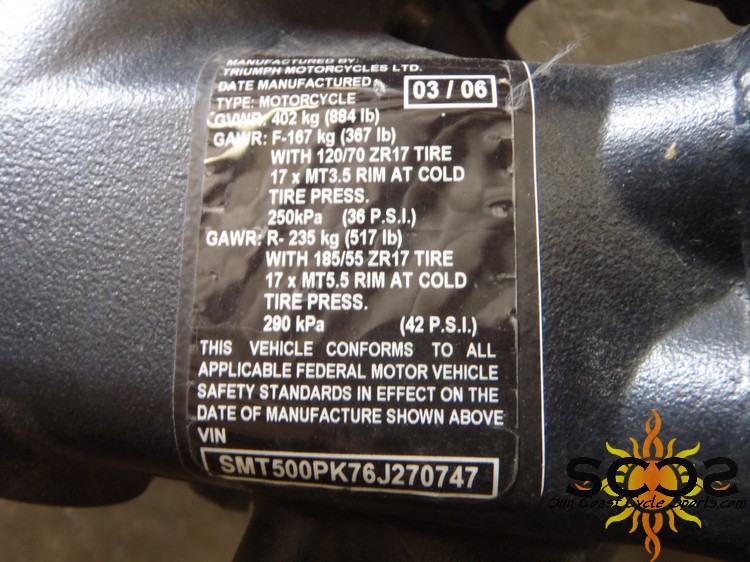 MANUFACTURED BY:
TRIUMPH MOTORCYCLES LTD.
DATE MANUFACTURED: 03 / 06
TYPE: MOTORCYCLE
GVWR: 402 kg (884 lb)
GAWR: F-167 kg (367 lb)
WITH 120/70 ZR17 TIRE
17 x MT3.5 RIM AT COLD
TIRE PRESS.
250kPa (36 P.S.I.)
GAWR: R- 235 kg (517 lb)
WITH 185/55 ZR17 TIRE
17 x MT5.5 RIM AT COLD
TIRE PRESS.
290 kPa (42 P.S.I.)
THIS VEHICLE CONFORMS TO ALL
APPLICABLE FEDERAL MOTOR VEHICLE
SAFETY STANDARDS IN EFFECT ON THE
DATE OF MANUFACTURE SHOWN ABOVE
VIN
SMT500PK76J270747
SCCS
Sun Coast Cycle Sports.com